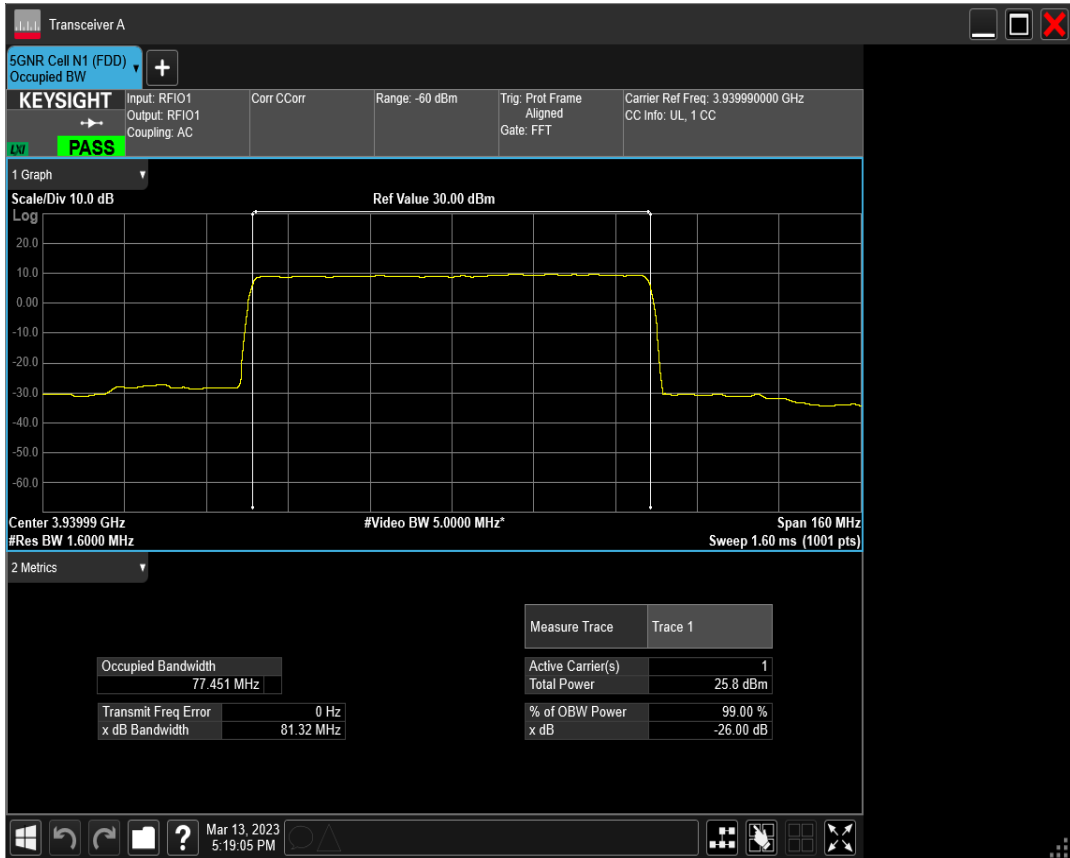 Transceiver A
5GNR Cell N1 (FDD)
Occupied BW
KEYSIGHT
LXI
PASS
Input: RFIO1
Output: RFIO1
Coupling: AC
Corr CCorr
Range: -60 dBm
Trig: Prot Frame
Aligned
Gate: FFT
Carrier Ref Freq: 3.939990000 GHz
CC Info: UL, 1 CC
1 Graph
Scale/Div 10.0 dB
Ref Value 30.00 dBm
Log
20.0
10.0
0.00
-10.0
-20.0
-30.0
-40.0
-50.0
-60.0
Center 3.93999 GHz
#Video BW 5.0000 MHz*
Span 160 MHz
#Res BW 1.6000 MHz
Sweep 1.60 ms (1001 pts)
2 Metrics
Measure Trace Trace 1
Occupied Bandwidth
77.451 MHz
Active Carrier(s) 1
Total Power 25.8 dBm
Transmit Freq Error 0 Hz
x dB Bandwidth 81.32 MHz
% of OBW Power 99.00 %
x dB -26.00 dB
?
Mar 13, 2023
5:19:05 PM